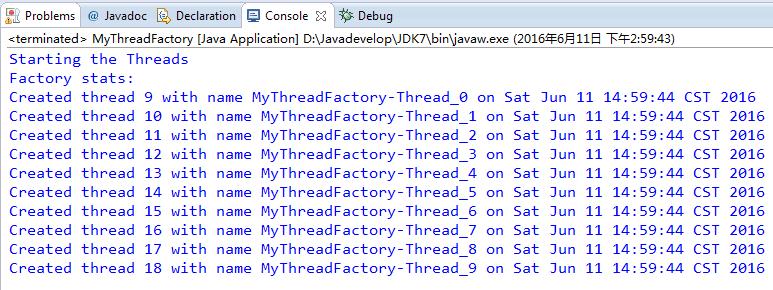 Problems @ Javadoc Declaration Console Debug
<terminated> MyThreadFactory [Java Application] D:\Javadevelop\JDK7\bin\javaw.exe (2016年6月11日 下午2:59:43)
Starting the Threads
Factory stats:
Created thread 9 with name MyThreadFactory-Thread_0 on Sat Jun 11 14:59:44 CST 2016
Created thread 10 with name MyThreadFactory-Thread_1 on Sat Jun 11 14:59:44 CST 2016
Created thread 11 with name MyThreadFactory-Thread_2 on Sat Jun 11 14:59:44 CST 2016
Created thread 12 with name MyThreadFactory-Thread_3 on Sat Jun 11 14:59:44 CST 2016
Created thread 13 with name MyThreadFactory-Thread_4 on Sat Jun 11 14:59:44 CST 2016
Created thread 14 with name MyThreadFactory-Thread_5 on Sat Jun 11 14:59:44 CST 2016
Created thread 15 with name MyThreadFactory-Thread_6 on Sat Jun 11 14:59:44 CST 2016
Created thread 16 with name MyThreadFactory-Thread_7 on Sat Jun 11 14:59:44 CST 2016
Created thread 17 with name MyThreadFactory-Thread_8 on Sat Jun 11 14:59:44 CST 2016
Created thread 18 with name MyThreadFactory-Thread_9 on Sat Jun 11 14:59:44 CST 2016